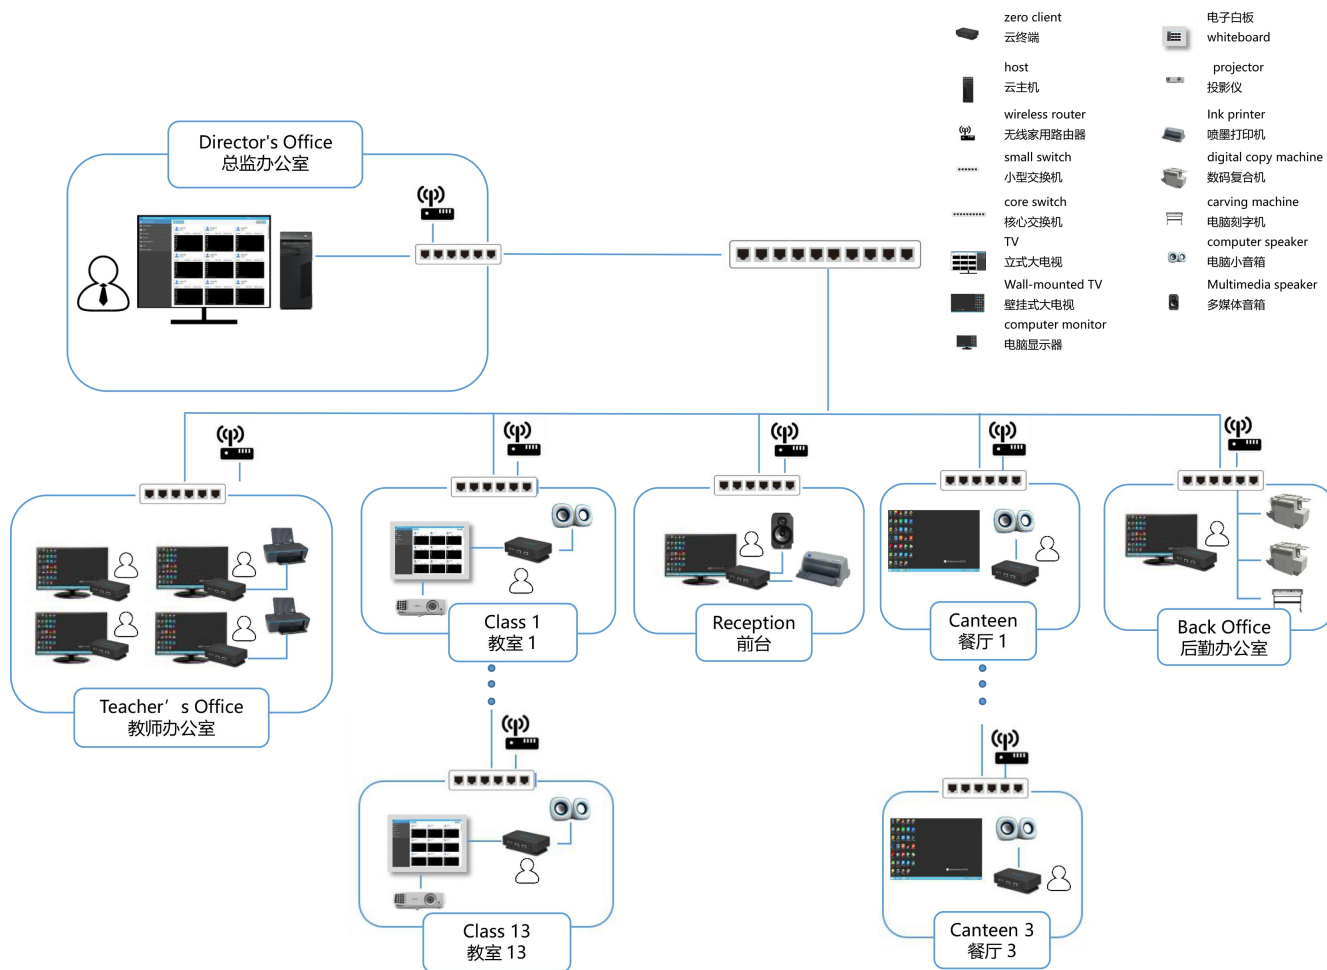 zero client
云终端
host
云主机
wireless router
无线家用路由器
small switch
小型交换机
core switch
核心交换机
TV
立式大电视
Wall-mounted TV
壁挂式大电视
computer monitor
电脑显示器
电子白板
whiteboard
projector
投影仪
Ink printer
喷墨打印机
digital copy machine
数码复合机
carving machine
电脑刻字机
computer speaker
电脑小音箱
Multimedia speaker
多媒体音箱
Director's Office
总监办公室
Teacher’s Office
教师办公室
Class 1
教室 1
Reception
前台
Canteen
餐厅 1
Back Office
后勤办公室
Class 13
教室 13
Canteen 3
餐厅 3